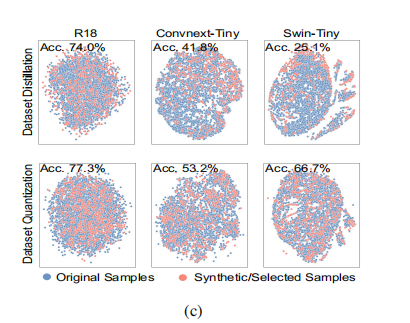 R18 Convnext-Tiny Swin-Tiny
Dataset Distillation
Acc. 74.0% Acc. 41.8% Acc. 25.1%
Dataset Quantization
Acc. 77.3% Acc. 53.2% Acc. 66.7%
Original Samples Synthetic/Selected Samples
(c)